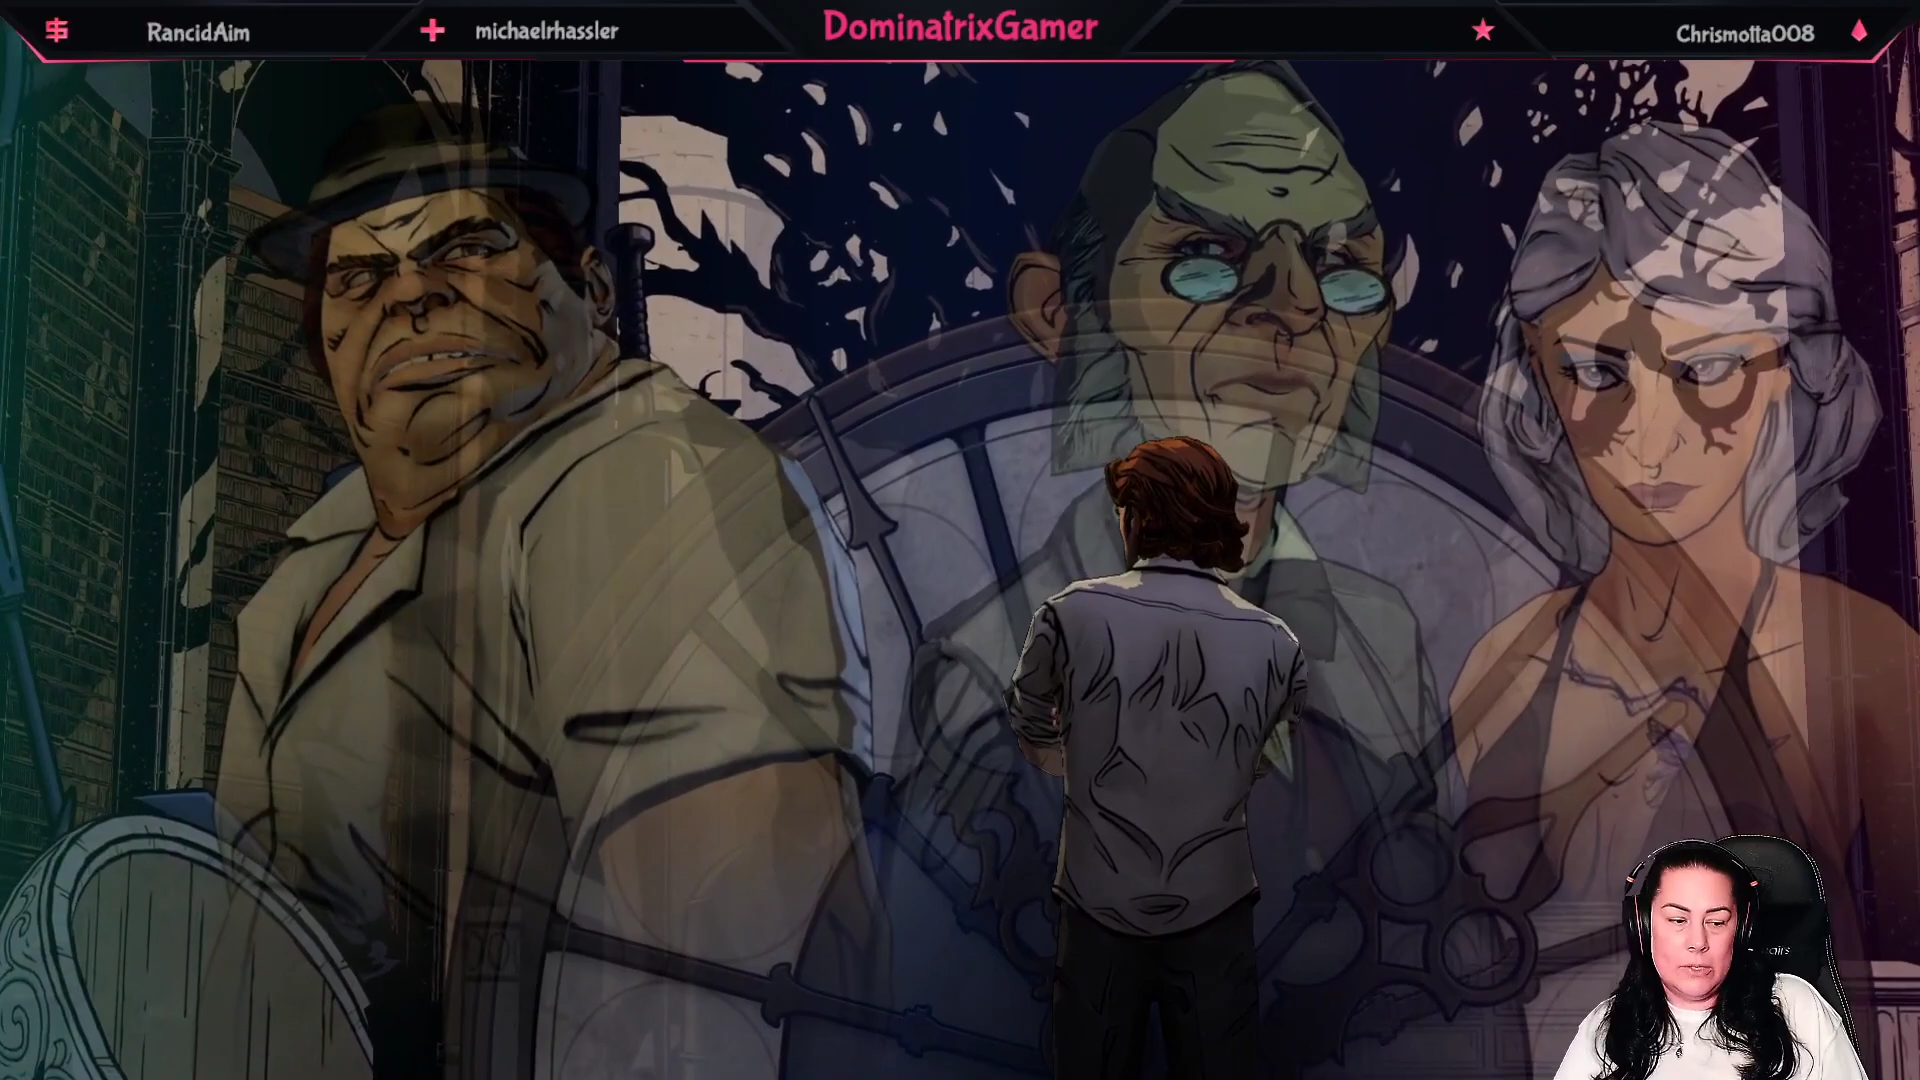 RancidAim
michaelrhassler
DominatrixGamer
Chrismotta008